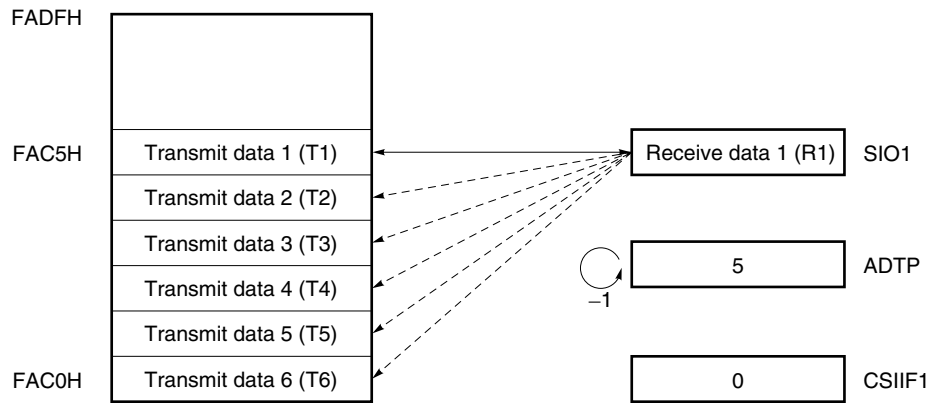 FADFH
FAC5H
Transmit data 1 (T1)
Receive data 1 (R1)
SIO1
Transmit data 2 (T2)
Transmit data 3 (T3)
5
ADTP
Transmit data 4 (T4)
−1
Transmit data 5 (T5)
FAC0H
Transmit data 6 (T6)
0
CSIIF1